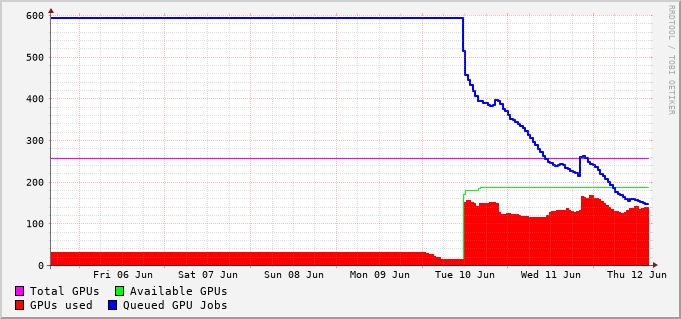 600
500
400
300
200
100
0
Fri 06 Jun Sat 07 Jun Sun 08 Jun Mon 09 Jun Tue 10 Jun Wed 11 Jun Thu 12 Jun
Total GPUs Available GPUs
GPUs used Queued GPU Jobs
RRDTOOL / TOBI OETIKER